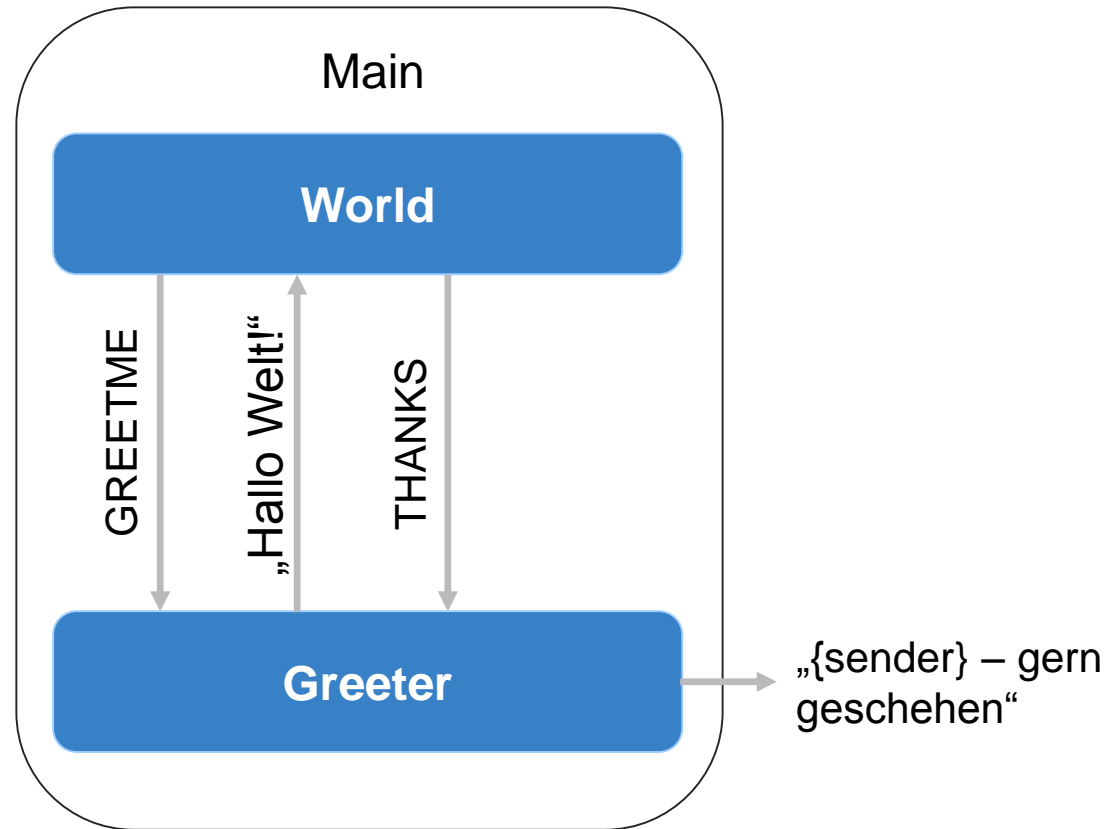 Main
World
GREETME
„Hallo Welt!“
THANKS
Greeter
„{sender} – gern
geschehen“